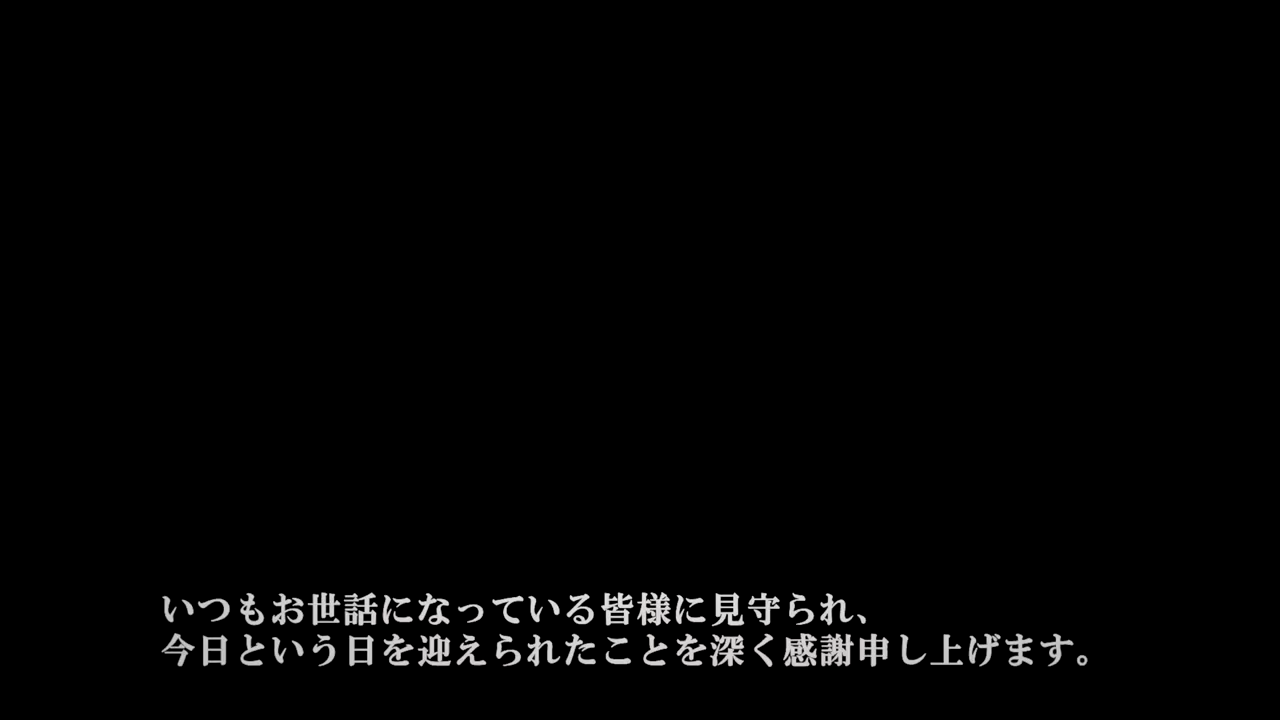 いつもお世話になっている皆様に見守られ、
今日という日を迎えられたことを深く感謝申し上げます。